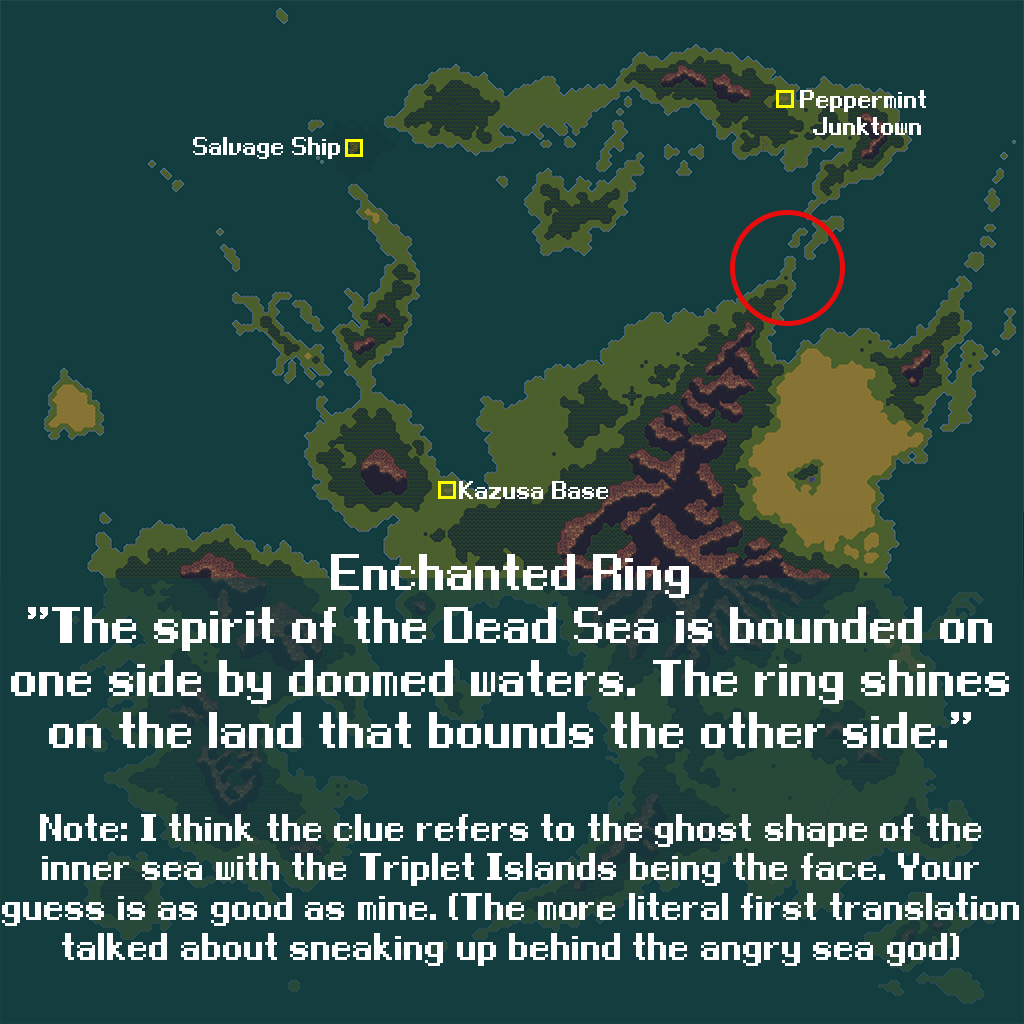 Peppermint
Junktown
Salvage Ship
Kazusa Base
Enchanted Ring
"The spirit of the Dead Sea is bounded on
one side by doomed waters. The ring shines
on the land that bounds the other side."
Note: I think the clue refers to the ghost shape of the
inner sea with the Triplet Islands being the face. Your
guess is as good as mine. (The more literal first translation
talked about sneaking up behind the angry sea god)